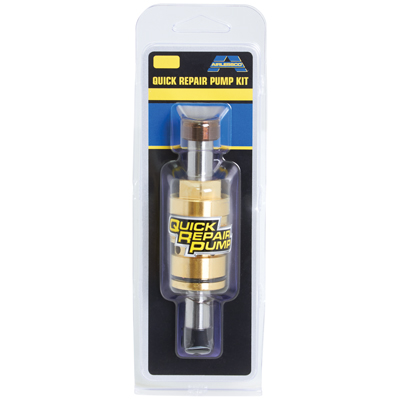 AIRLESSCO
QUICK REPAIR PUMP KIT
QUICK
REPAIR
PUMP